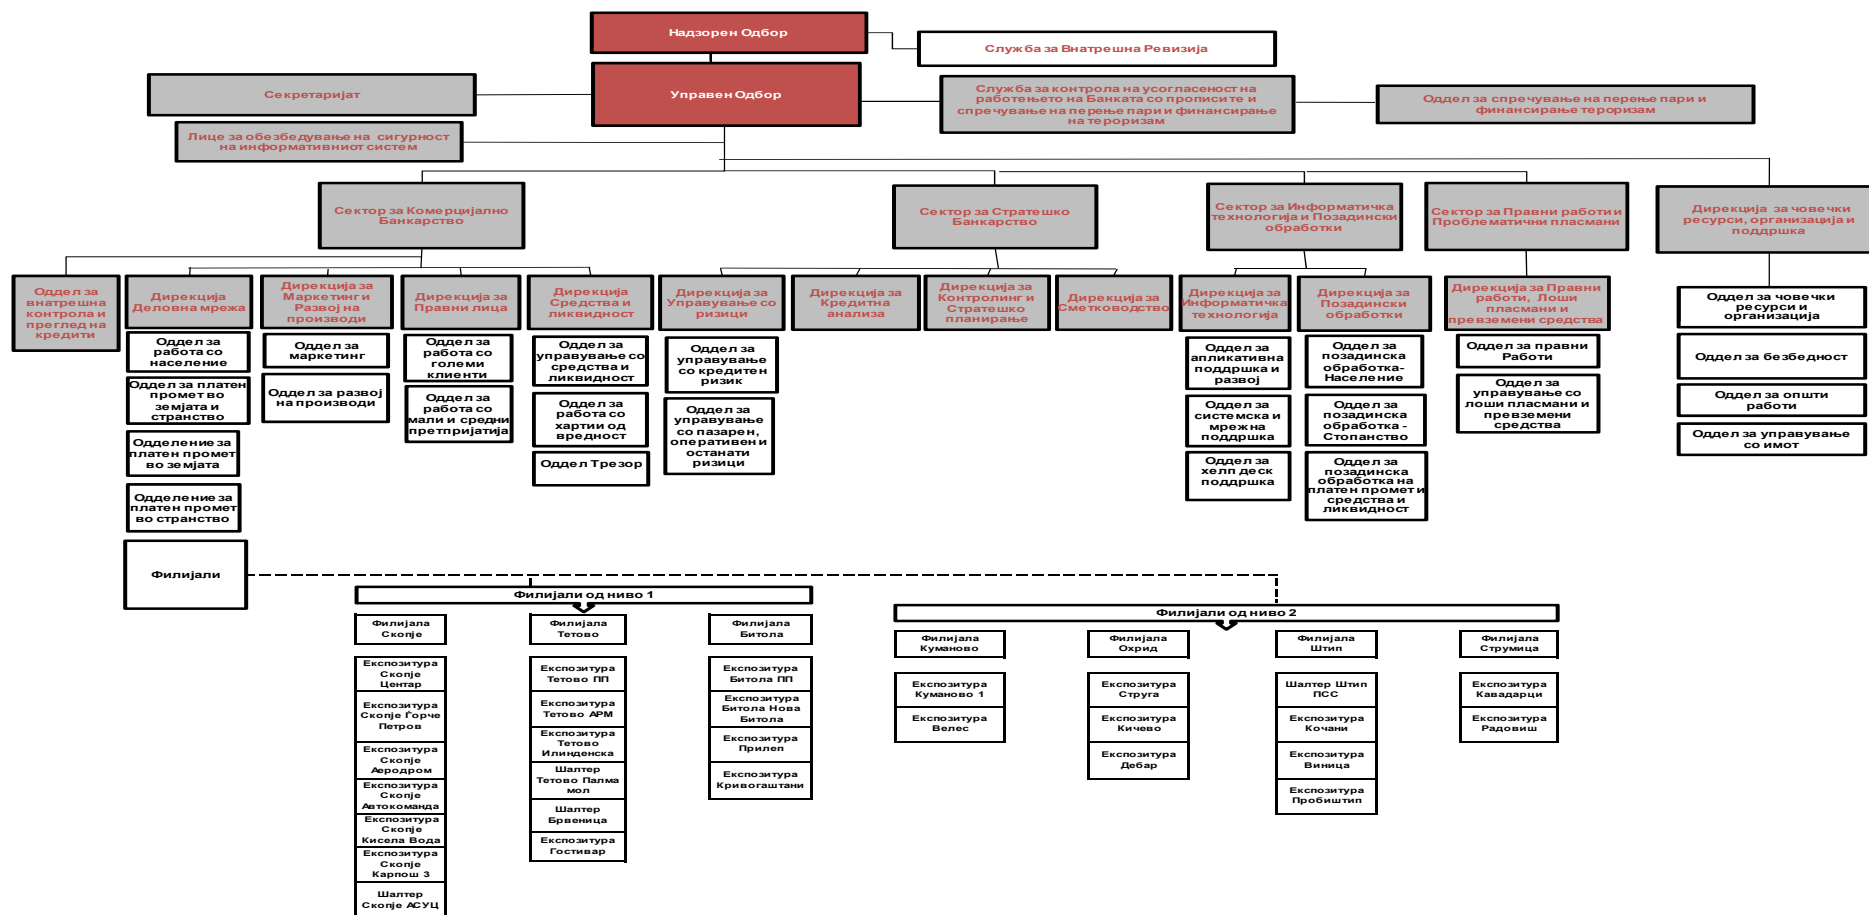 Надзорен Одбор
Служба за Внатрешна Ревизија
Управен Одбор
Секретаријат
Служба за контрола на усогласеност на
работењето на Банката со прописите и
спречување на перење пари и финансирање
на тероризам
Оддел за спречување на перење пари и
финансирање тероризам
Лице за обезбедување на сигурност
на информативниот систем
Сектор за Комерцијално
Банкарство
Сектор за Стратешко
Банкарство
Сектор за Информатичка
технологија и Позадински
обработки
Сектор за Правни работи и
Проблематични пласмани
Дирекција за човечки
ресурси, организација и
поддршка
Оддел за
внатрешна
контрола и
преглед на
кредити
Дирекција
Деловна мрежа
Дирекција за
Маркетинг и
Развој на
производи
Дирекција за
Правни лица
Дирекција
Средства и
ликвидност
Дирекција за
Управување со
ризици
Дирекција за
Кредитна
анализа
Дирекција за
Контролинг и
Стратешко
планирање
Дирекција за
Сметководство
Дирекција за
Информатичка
технологија
Дирекција за
Позадински
обработки
Дирекција за Правни
работи, Лоши
пласмани и
превземени средства
Оддел за човечки
ресурси и
организација
Оддел за безбедност
Оддел за општи
работи
Оддел за управување
со имот
Оддел за
работа со
население
Оддел за платен
промет во
земјата и
странство
Одделение за
платен промет
во земјата
Одделение за
платен промет
во странство
Филијали
Оддел за
маркетинг
Оддел за развој
на производи
Оддел за
работа со
големи
клиенти
Оддел за
работа со
мали и средни
претпријатија
Оддел за
управување со
средства и
ликвидност
Оддел за
работа со
хартии од
вредност
Оддел Трезор
Оддел за
управување
со кредитен
ризик
Оддел за
управување
со пазарен,
оперативен и
останати
ризици
Оддел за
апликативна
поддршка и
развој
Оддел за
системска и
мрежна
поддршка
Оддел за
хелп деск
поддршка
Оддел за
позадинска
обработка-
Население
Оддел за
позадинска
обработка -
Стопанство
Оддел за
позадинска
обработка на
платен промет и
средства и
ликвидност
Оддел за правни
Работи
Оддел за
управување со
лоши пласмани и
превземени
средства
Филијали од ниво 1
Филијала
Скопје
Експозитура
Скопје
Центар
Експозитура
Скопје Ѓорче
Петров
Експозитура
Скопје
Аеродром
Експозитура
Скопје
Автокоманда
Експозитура
Скопје
Кисела Вода
Експозитура
Скопје
Карпош 3
Шалтер
Скопје АСУЦ
Филијала
Тетово
Експозитура
Тетово ПП
Експозитура
Тетово АРМ
Експозитура
Тетово
Илинденска
Шалтер
Тетово Палма
мол
Шалтер
Брвеница
Експозитура
Гостивар
Филијала
Битола
Експозитура
Битола ПП
Експозитура
Битола Нова
Битола
Експозитура
Прилеп
Експозитура
Кривогаштани
Филијали од ниво 2
Филијала
Куманово
Експозитура
Куманово 1
Експозитура
Велес
Филијала
Охрид
Експозитура
Струга
Експозитура
Кичево
Експозитура
Дебар
Филијала
Штип
Шалтер Штип
ПСС
Експозитура
Кочани
Експозитура
Виница
Експозитура
Пробиштип
Филијала
Струмица
Експозитура
Кавадарци
Експозитура
Радовиш